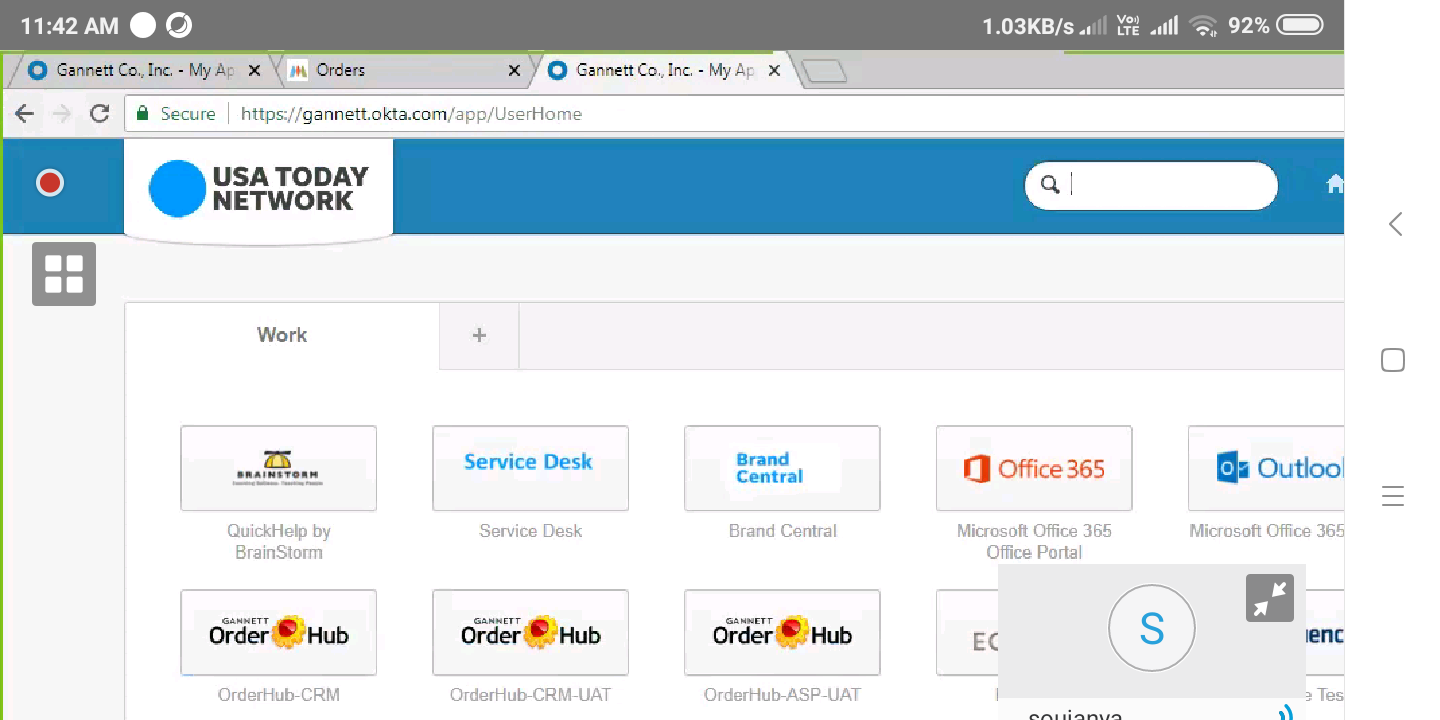 11:42 AM
1.03KB/s Vo) LTE 92%
Gannett Co., Inc. - My Ap
Orders
Gannett Co., Inc. - My Ap
Secure https://gannett.okta.com/app/UserHome
USA TODAY
NETWORK
Work +
BRAINSTORM
Service Desk
Brand
Central
Office 365
Outloo
QuickHelp by
BrainStorm
Service Desk
Brand Central
Microsoft Office 365
Office Portal
Microsoft Office 365
GANNETT
Order Hub
GANNETT
Order Hub
GANNETT
Order Hub
EC
S
uenc
OrderHub-CRM
OrderHub-CRM-UAT
OrderHub-ASP-UAT
e Tes
soujanya